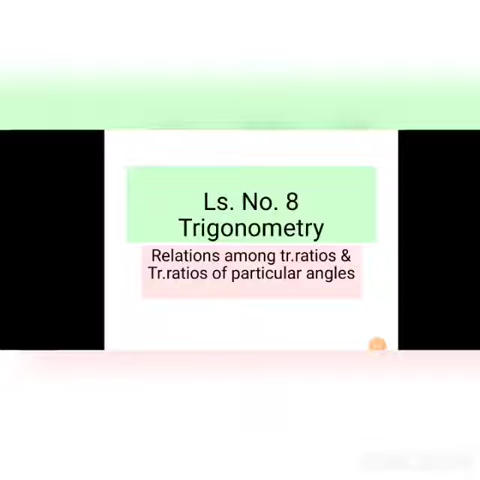 Ls. No. 8
Trigonometry
Relations among tr.ratios &
Tr.ratios of particular angles